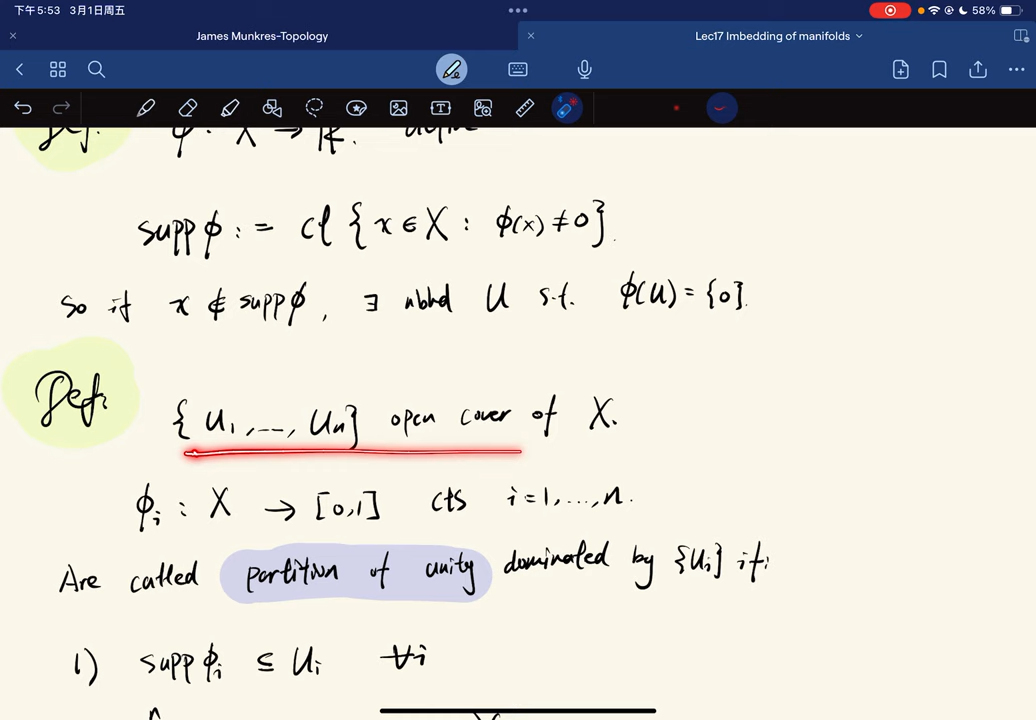 下午5:53 3月1日周五
58%
James Munkres-Topology
Lec17 Imbedding of manifolds
Def. φ : X → ℝ. define
supp φ := cl { x ∈ X : φ(x) ≠ 0 }.
So if x ∉ supp φ, ∃ nbhd U s.t. φ(U) = {0}.
Def.
{ U₁, ..., Uₙ } open cover of X.
φᵢ : X → [0,1] cts i=1,...,n.
Are called partition of unity dominated by {Uᵢ} if:
1) supp φᵢ ⊆ Uᵢ ∀i